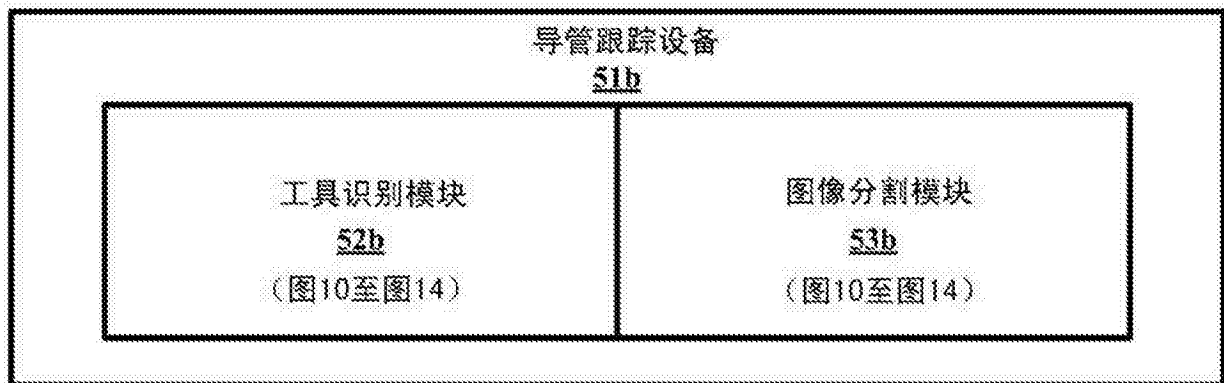 导管跟踪设备
51b
工具识别模块
52b
（图10至图14）
图像分割模块
53b
（图10至图14）